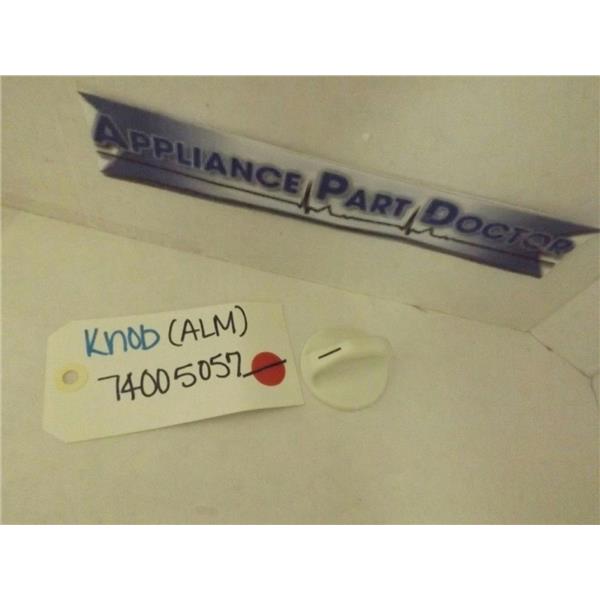 APPLIANCE PART DOCTOR
Knob (ALM)
74005057